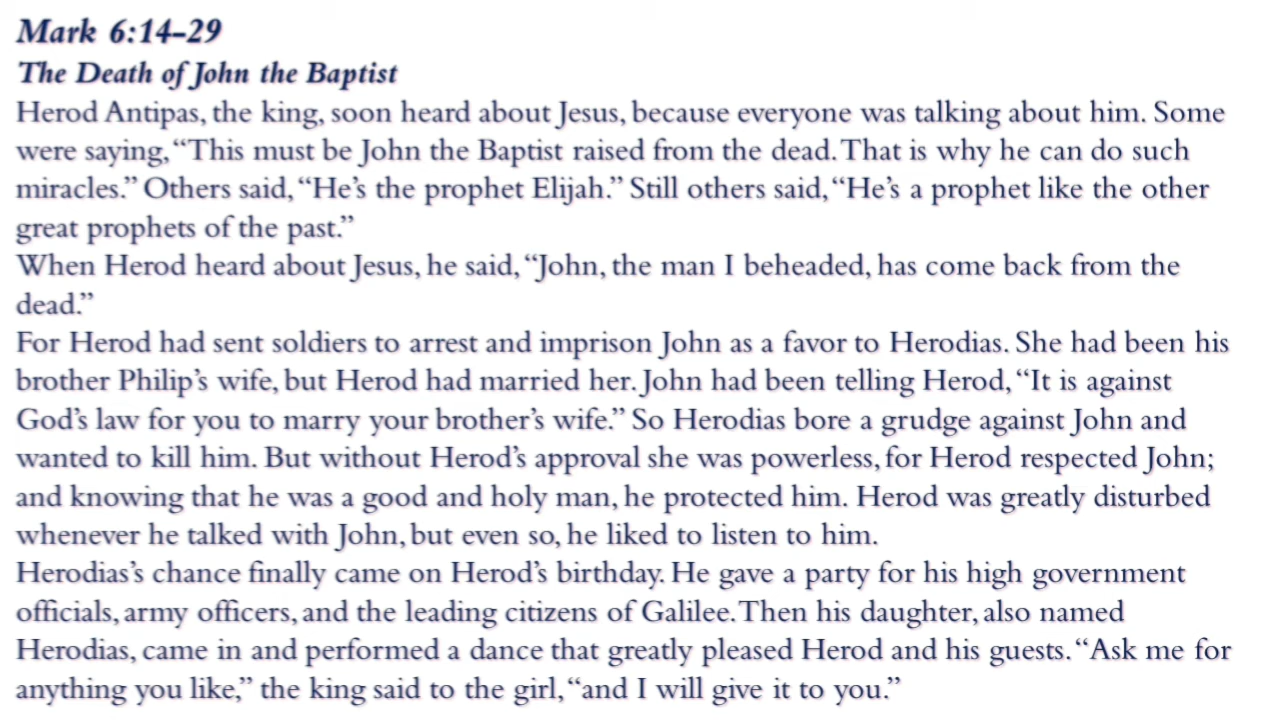 Mark 6:14–29
The Death of John the Baptist
Herod Antipas, the king, soon heard about Jesus, because everyone was talking about him. Some
were saying, “This must be John the Baptist raised from the dead. That is why he can do such
miracles.” Others said, “He’s the prophet Elijah.” Still others said, “He’s a prophet like the other
great prophets of the past.”
When Herod heard about Jesus, he said, “John, the man I beheaded, has come back from the
dead.”
For Herod had sent soldiers to arrest and imprison John as a favor to Herodias. She had been his
brother Philip’s wife, but Herod had married her. John had been telling Herod, “It is against
God’s law for you to marry your brother’s wife.” So Herodias bore a grudge against John and
wanted to kill him. But without Herod’s approval she was powerless, for Herod respected John;
and knowing that he was a good and holy man, he protected him. Herod was greatly disturbed
whenever he talked with John, but even so, he liked to listen to him.
Herodias’s chance finally came on Herod’s birthday. He gave a party for his high government
officials, army officers, and the leading citizens of Galilee. Then his daughter, also named
Herodias, came in and performed a dance that greatly pleased Herod and his guests. “Ask me for
anything you like,” the king said to the girl, “and I will give it to you.”